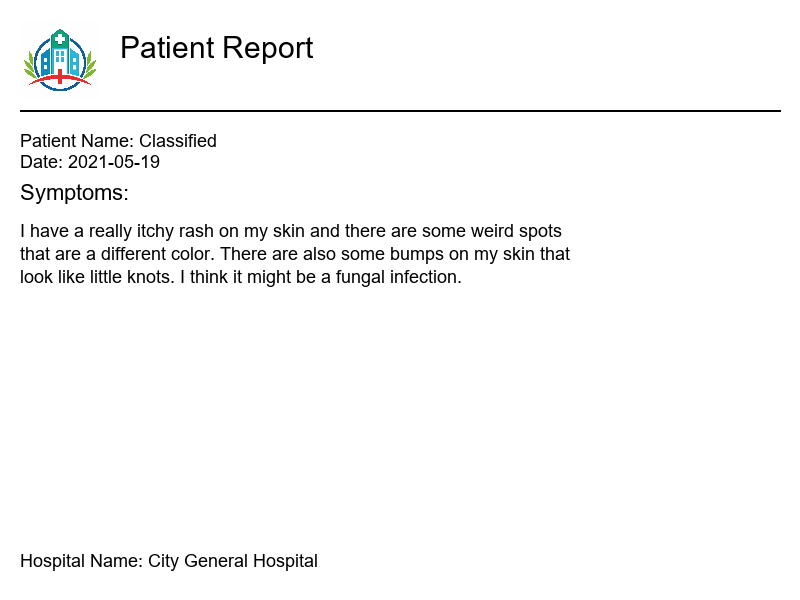 Patient Report
Patient Name: Classified
Date: 2021-05-19
Symptoms:
I have a really itchy rash on my skin and there are some weird spots
that are a different color. There are also some bumps on my skin that
look like little knots. I think it might be a fungal infection.
Hospital Name: City General Hospital